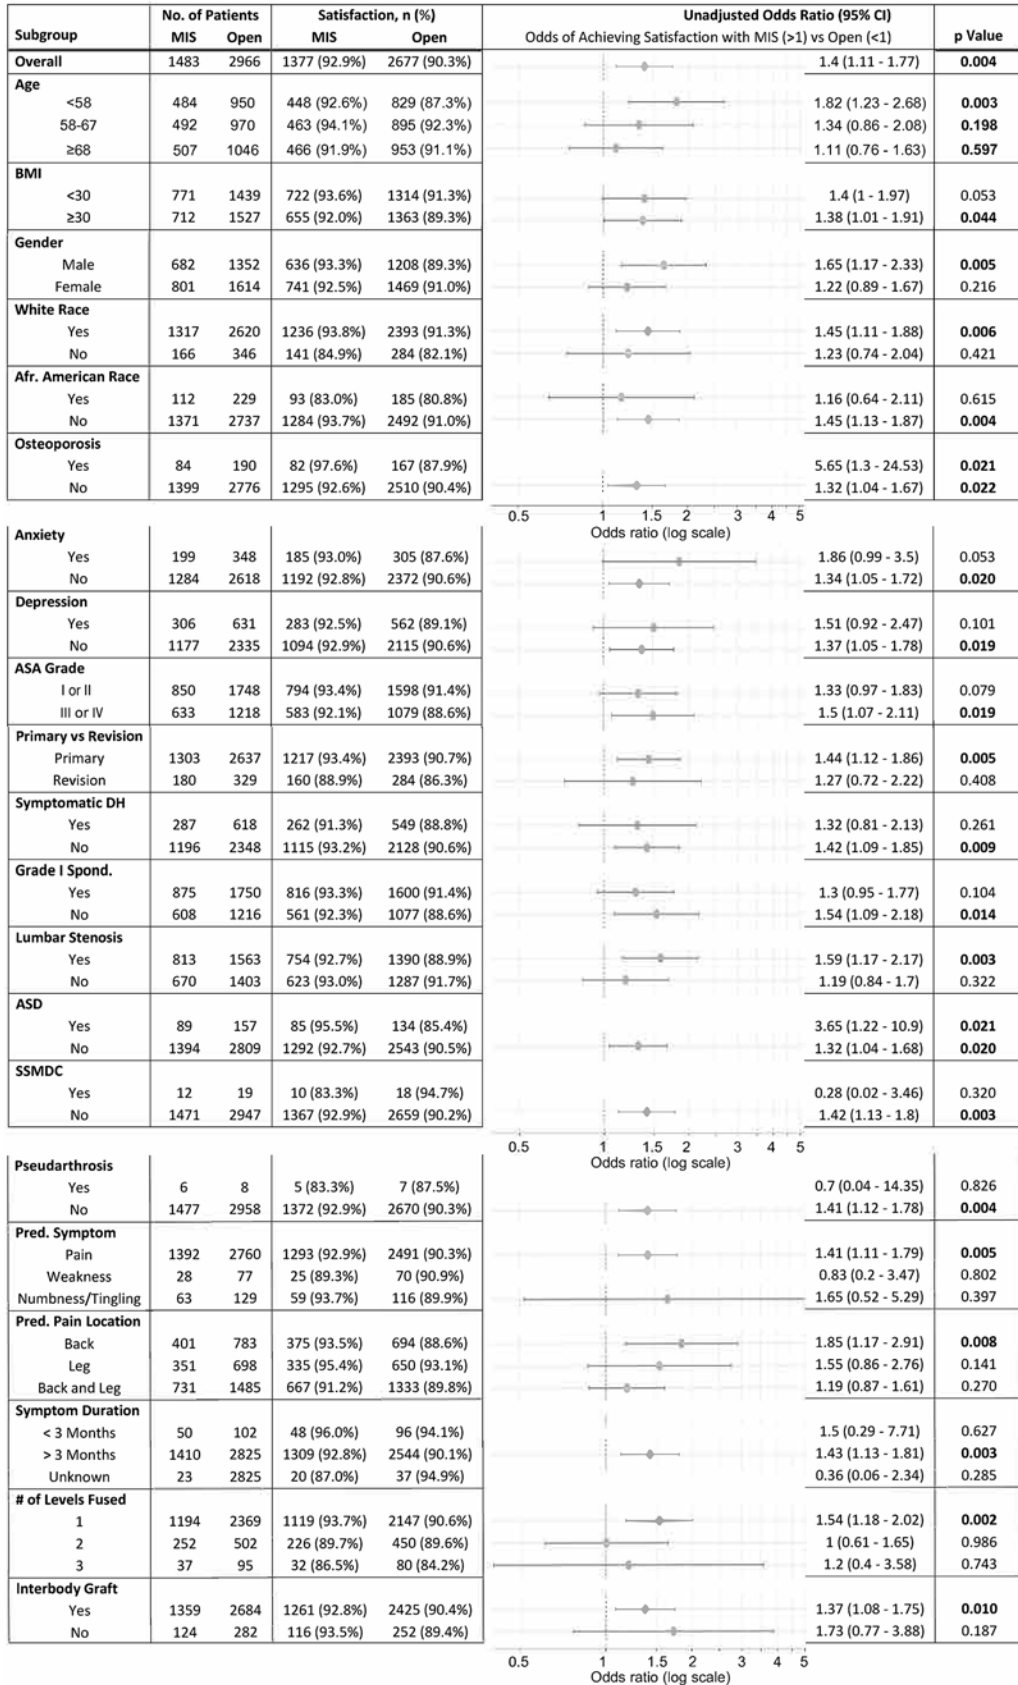 No. of Patients Satisfaction, n (%) Unadjusted Odds Ratio (95% CI)
Subgroup MIS Open MIS Open Odds of Achieving Satisfaction with MIS (>1) vs Open (<1) p Value
Overall 1483 2966 1377 (92.9%) 2677 (90.3%) 1.4 (1.11 - 1.77) 0.004
Age
<58 484 950 448 (92.6%) 829 (87.3%) 1.82 (1.23 - 2.68) 0.003
58-67 492 970 463 (94.1%) 895 (92.3%) 1.34 (0.86 - 2.08) 0.198
≥68 507 1046 466 (91.9%) 953 (91.1%) 1.11 (0.76 - 1.63) 0.597
BMI
<30 771 1439 722 (93.6%) 1314 (91.3%) 1.4 (1 - 1.97) 0.053
≥30 712 1527 655 (92.0%) 1363 (89.3%) 1.38 (1.01 - 1.91) 0.044
Gender
Male 682 1352 636 (93.3%) 1208 (89.3%) 1.65 (1.17 - 2.33) 0.005
Female 801 1614 741 (92.5%) 1469 (91.0%) 1.22 (0.89 - 1.67) 0.216
White Race
Yes 1317 2620 1236 (93.8%) 2393 (91.3%) 1.45 (1.11 - 1.88) 0.006
No 166 346 141 (84.9%) 284 (82.1%) 1.23 (0.74 - 2.04) 0.421
Afr. American Race
Yes 112 229 93 (83.0%) 185 (80.8%) 1.16 (0.64 - 2.11) 0.615
No 1371 2737 1284 (93.7%) 2492 (91.0%) 1.45 (1.13 - 1.87) 0.004
Osteoporosis
Yes 84 190 82 (97.6%) 167 (87.9%) 5.65 (1.3 - 24.53) 0.021
No 1399 2776 1295 (92.6%) 2510 (90.4%) 1.32 (1.04 - 1.67) 0.022
0.5 1 1.5 2 3 4 5
Odds ratio (log scale)
Anxiety
Yes 199 348 185 (93.0%) 305 (87.6%) 1.86 (0.99 - 3.5) 0.053
No 1284 2618 1192 (92.8%) 2372 (90.6%) 1.34 (1.05 - 1.72) 0.020
Depression
Yes 306 631 283 (92.5%) 562 (89.1%) 1.51 (0.92 - 2.47) 0.101
No 1177 2335 1094 (92.9%) 2115 (90.6%) 1.37 (1.05 - 1.78) 0.019
ASA Grade
I or II 850 1748 794 (93.4%) 1598 (91.4%) 1.33 (0.97 - 1.83) 0.079
III or IV 633 1218 583 (92.1%) 1079 (88.6%) 1.5 (1.07 - 2.11) 0.019
Primary vs Revision
Primary 1303 2637 1217 (93.4%) 2393 (90.7%) 1.44 (1.12 - 1.86) 0.005
Revision 180 329 160 (88.9%) 284 (86.3%) 1.27 (0.72 - 2.22) 0.408
Symptomatic DH
Yes 287 618 262 (91.3%) 549 (88.8%) 1.32 (0.81 - 2.13) 0.261
No 1196 2348 1115 (93.2%) 2128 (90.6%) 1.42 (1.09 - 1.85) 0.009
Grade I Spond.
Yes 875 1750 816 (93.3%) 1600 (91.4%) 1.3 (0.95 - 1.77) 0.104
No 608 1216 561 (92.3%) 1077 (88.6%) 1.54 (1.09 - 2.18) 0.014
Lumbar Stenosis
Yes 813 1563 754 (92.7%) 1390 (88.9%) 1.59 (1.17 - 2.17) 0.003
No 670 1403 623 (93.0%) 1287 (91.7%) 1.19 (0.84 - 1.7) 0.322
ASD
Yes 89 157 85 (95.5%) 134 (85.4%) 3.65 (1.22 - 10.9) 0.021
No 1394 2809 1292 (92.7%) 2543 (90.5%) 1.32 (1.04 - 1.68) 0.020
SSMDC
Yes 12 19 10 (83.3%) 18 (94.7%) 0.28 (0.02 - 3.46) 0.320
No 1471 2947 1367 (92.9%) 2659 (90.2%) 1.42 (1.13 - 1.8) 0.003
0.5 1 1.5 2 3 4 5
Odds ratio (log scale)
Pseudarthrosis
Yes 6 8 5 (83.3%) 7 (87.5%) 0.7 (0.04 - 14.35) 0.826
No 1477 2958 1372 (92.9%) 2670 (90.3%) 1.41 (1.12 - 1.78) 0.004
Pred. Symptom
Pain 1392 2760 1293 (92.9%) 2491 (90.3%) 1.41 (1.11 - 1.79) 0.005
Weakness 28 77 25 (89.3%) 70 (90.9%) 0.83 (0.2 - 3.47) 0.802
Numbness/Tingling 63 129 59 (93.7%) 116 (89.9%) 1.65 (0.52 - 5.29) 0.397
Pred. Pain Location
Back 401 783 375 (93.5%) 694 (88.6%) 1.85 (1.17 - 2.91) 0.008
Leg 351 698 335 (95.4%) 650 (93.1%) 1.55 (0.86 - 2.76) 0.141
Back and Leg 731 1485 667 (91.2%) 1333 (89.8%) 1.19 (0.87 - 1.61) 0.270
Symptom Duration
< 3 Months 50 102 48 (96.0%) 96 (94.1%) 1.5 (0.29 - 7.71) 0.627
> 3 Months 1410 2825 1309 (92.8%) 2544 (90.1%) 1.43 (1.13 - 1.81) 0.003
Unknown 23 2825 20 (87.0%) 37 (94.9%) 0.36 (0.06 - 2.34) 0.285
# of Levels Fused
1 1194 2369 1119 (93.7%) 2147 (90.6%) 1.54 (1.18 - 2.02) 0.002
2 252 502 226 (89.7%) 450 (89.6%) 1 (0.61 - 1.65) 0.986
3 37 95 32 (86.5%) 80 (84.2%) 1.2 (0.4 - 3.58) 0.743
Interbody Graft
Yes 1359 2684 1261 (92.8%) 2425 (90.4%) 1.37 (1.08 - 1.75) 0.010
No 124 282 116 (93.5%) 252 (89.4%) 1.73 (0.77 - 3.88) 0.187
0.5 1 1.5 2 3 4 5
Odds ratio (log scale)